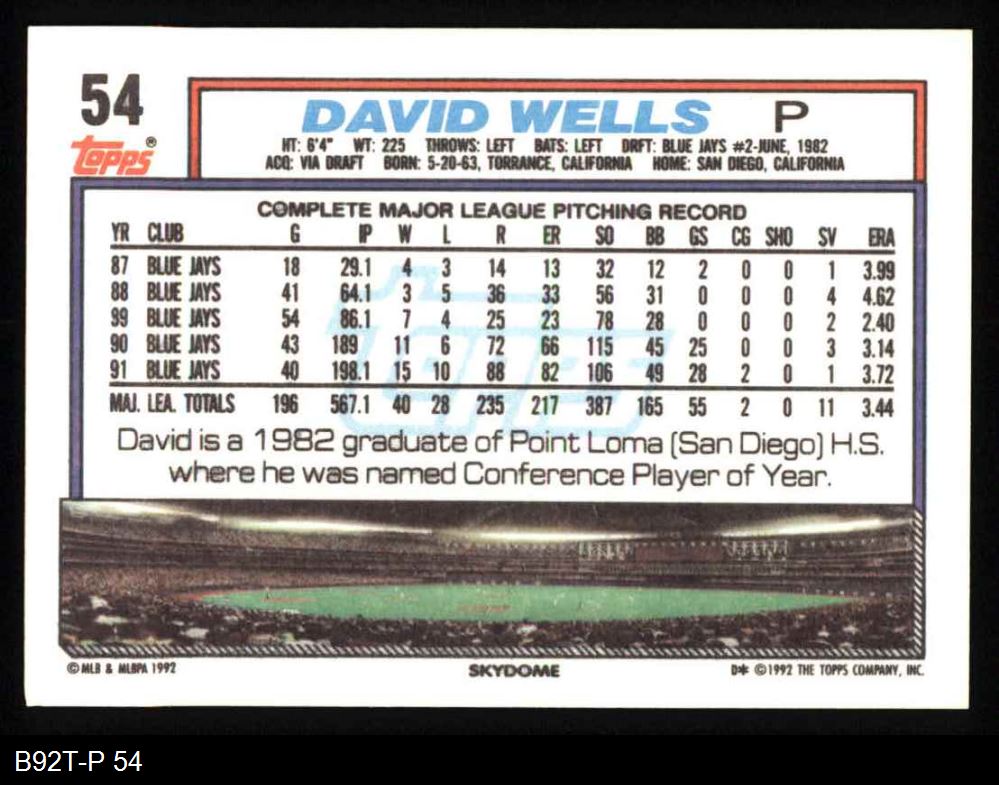 54
DAVID WELLS P
topps®
HT: 6'4" WT: 225 THROWS: LEFT BATS: LEFT DRFT: BLUE JAYS #2-JUNE, 1982
ACQ: VIA DRAFT BORN: 5-20-63, TORRANCE, CALIFORNIA HOME: SAN DIEGO, CALIFORNIA
COMPLETE MAJOR LEAGUE PITCHING RECORD
YR CLUB G IP W L R ER SO BB GS CG SHO SV ERA
87 BLUE JAYS 18 29.1 4 3 14 13 32 12 2 0 0 1 3.99
88 BLUE JAYS 41 64.1 3 5 36 33 56 31 0 0 0 4 4.62
99 BLUE JAYS 54 86.1 7 4 25 23 78 28 0 0 0 2 2.40
90 BLUE JAYS 43 189 11 6 72 66 115 45 25 0 0 3 3.14
91 BLUE JAYS 40 198.1 15 10 88 82 106 49 28 2 0 1 3.72
MAJ. LEA. TOTALS 196 567.1 40 28 235 217 387 165 55 2 0 11 3.44
topps
David is a 1982 graduate of Point Loma (San Diego) H.S.
where he was named Conference Player of Year.
© MLB & MLBPA 1992 SKYDOME D* © 1992 THE TOPPS COMPANY, INC.
B92T-P 54